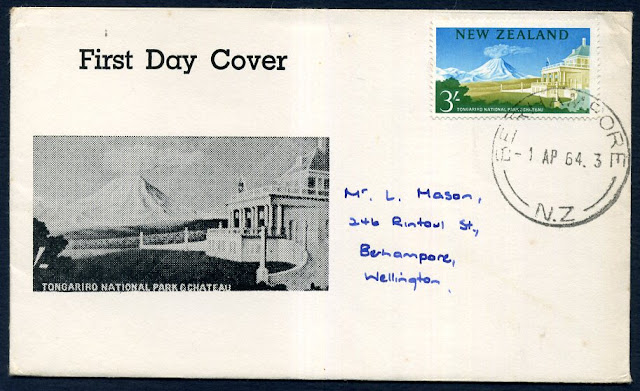 First Day Cover
NEW ZEALAND
3/-
TONGARIRO NATIONAL PARK & CHATEAU
-1 AP 64.3
N.Z
Mr. L. Mason,
246 Rintoul St,
Berhampore,
Wellington.
TONGARIRO NATIONAL PARK & CHATEAU